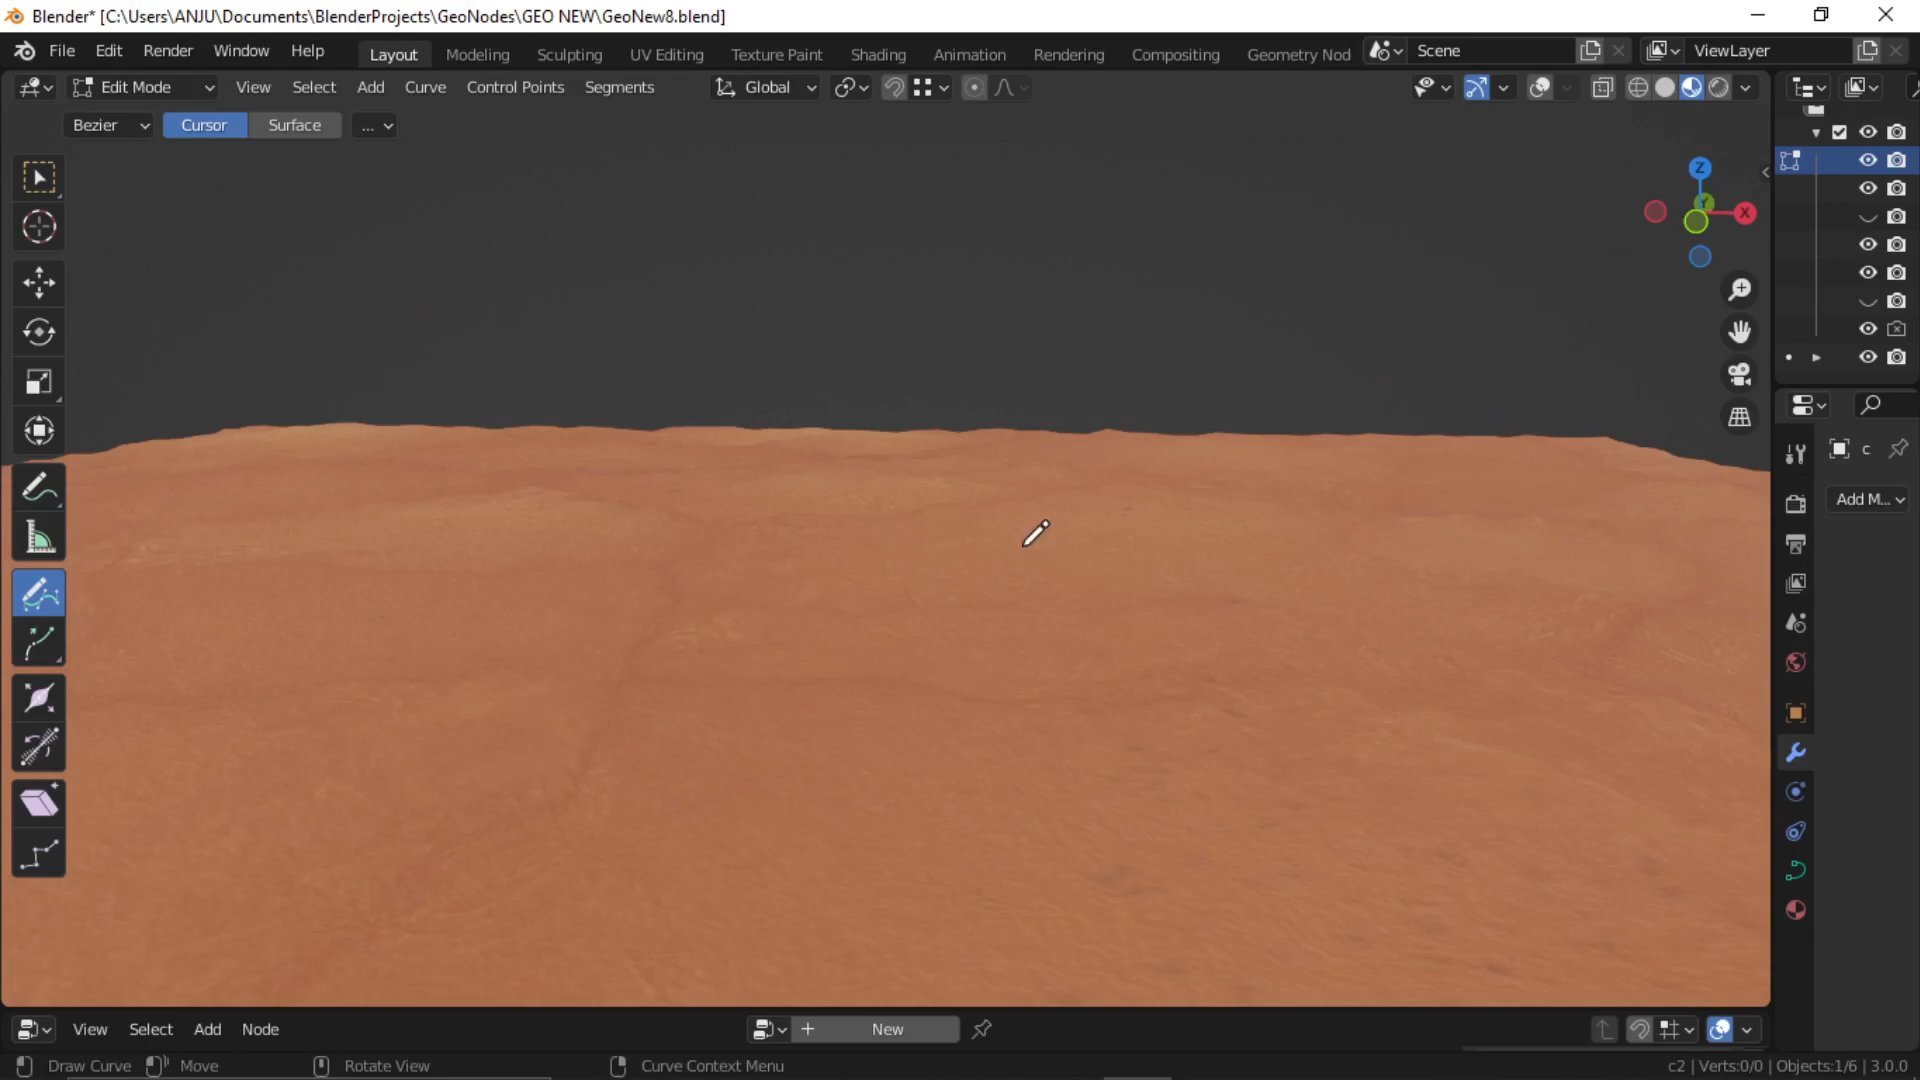 Blender* [C:\Users\ANJU\Documents\BlenderProjects\GeoNodes\GEO NEW\GeoNew8.blend]
File Edit Render Window Help Layout Modeling Sculpting UV Editing Texture Paint Shading Animation Rendering Compositing Geometry Nod Scene ViewLayer
Edit Mode View Select Add Curve Control Points Segments Global
Bezier Cursor Surface ...
Z
Y
X
c
Add M...
View Select Add Node New
Draw Curve Move Rotate View Curve Context Menu c2 | Verts:0/0 | Objects:1/6 | 3.0.0